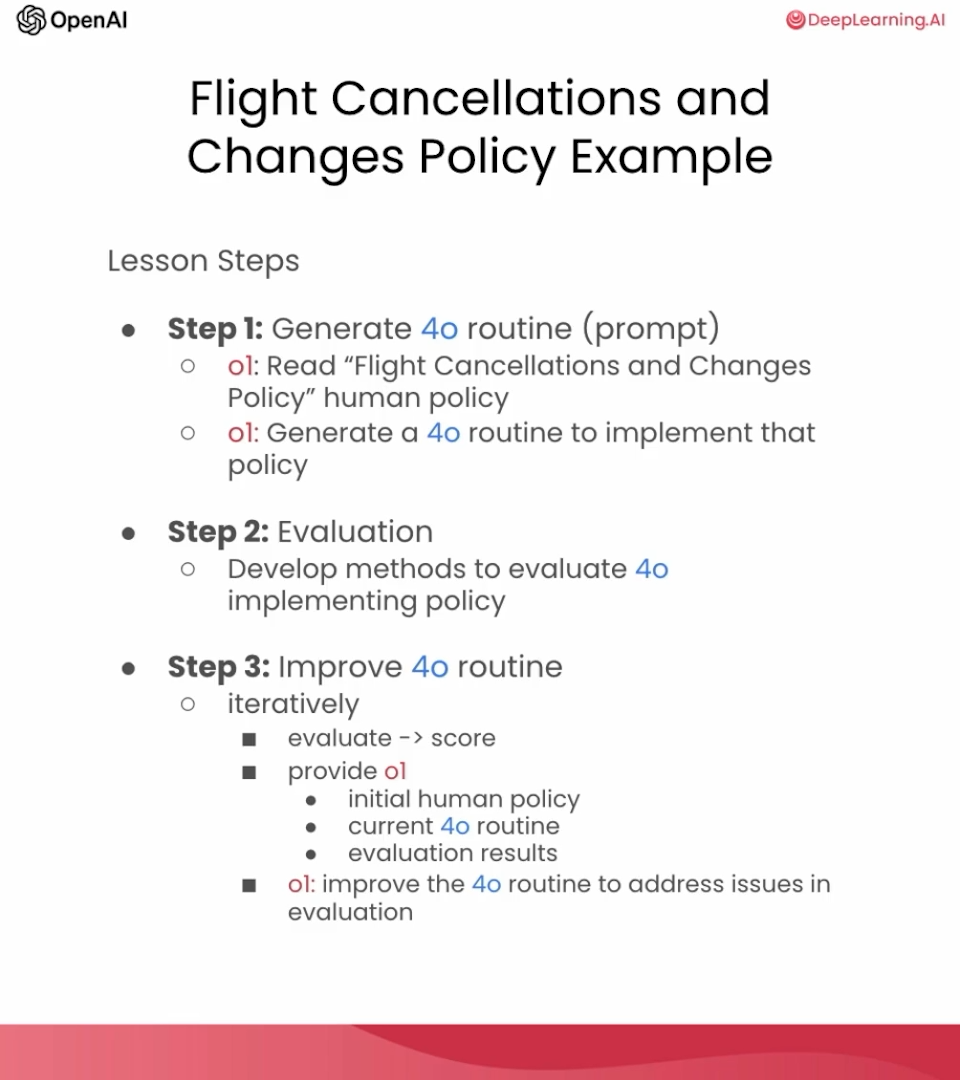 OpenAI
DeepLearning.AI
Flight Cancellations and
Changes Policy Example
Lesson Steps
● Step 1: Generate 4o routine (prompt)
○ o1: Read “Flight Cancellations and Changes
Policy” human policy
○ o1: Generate a 4o routine to implement that
policy
● Step 2: Evaluation
○ Develop methods to evaluate 4o
implementing policy
● Step 3: Improve 4o routine
○ iteratively
■ evaluate -> score
■ provide o1
● initial human policy
● current 4o routine
● evaluation results
■ o1: improve the 4o routine to address issues in
evaluation